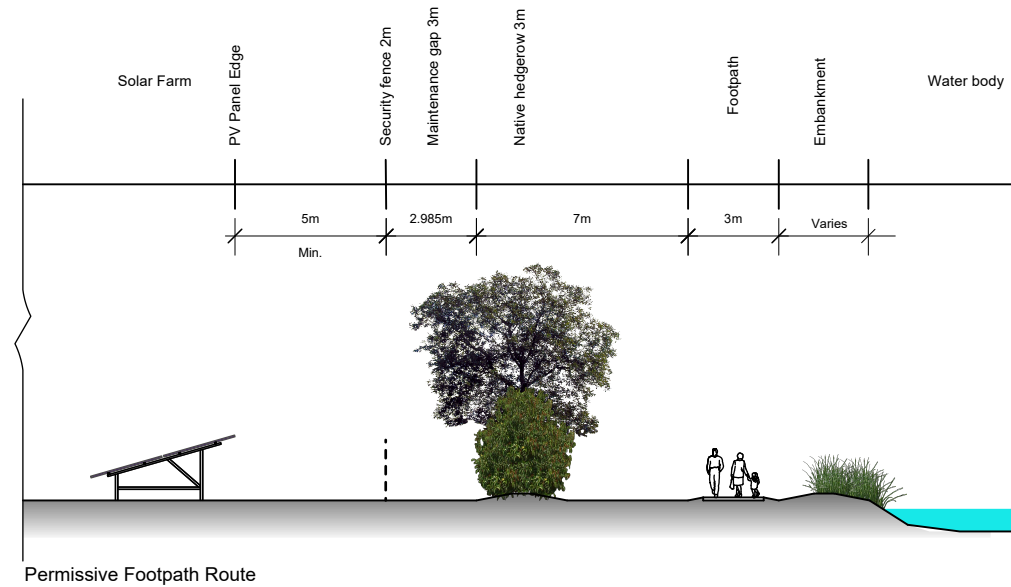 Solar Farm
PV Panel Edge
Security fence 2m
Maintenance gap 3m
Native hedgerow 3m
Footpath
Embankment
Water body
5m
2.985m
7m
3m
Varies
Min.
Permissive Footpath Route